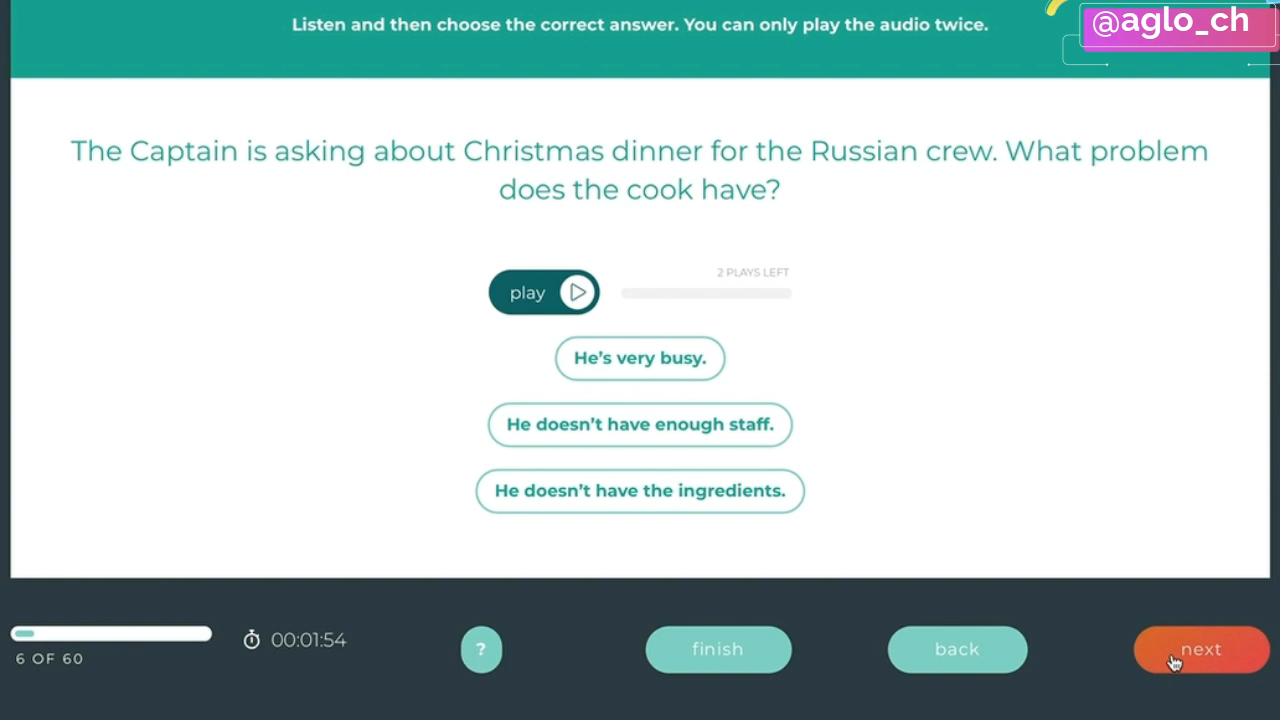 @aglo_ch
Listen and then choose the correct answer. You can only play the audio twice.
The Captain is asking about Christmas dinner for the Russian crew. What problem
does the cook have?
2 PLAYS LEFT
play
He’s very busy.
He doesn’t have enough staff.
He doesn’t have the ingredients.
00:01:54
6 OF 60
?
finish
back
next